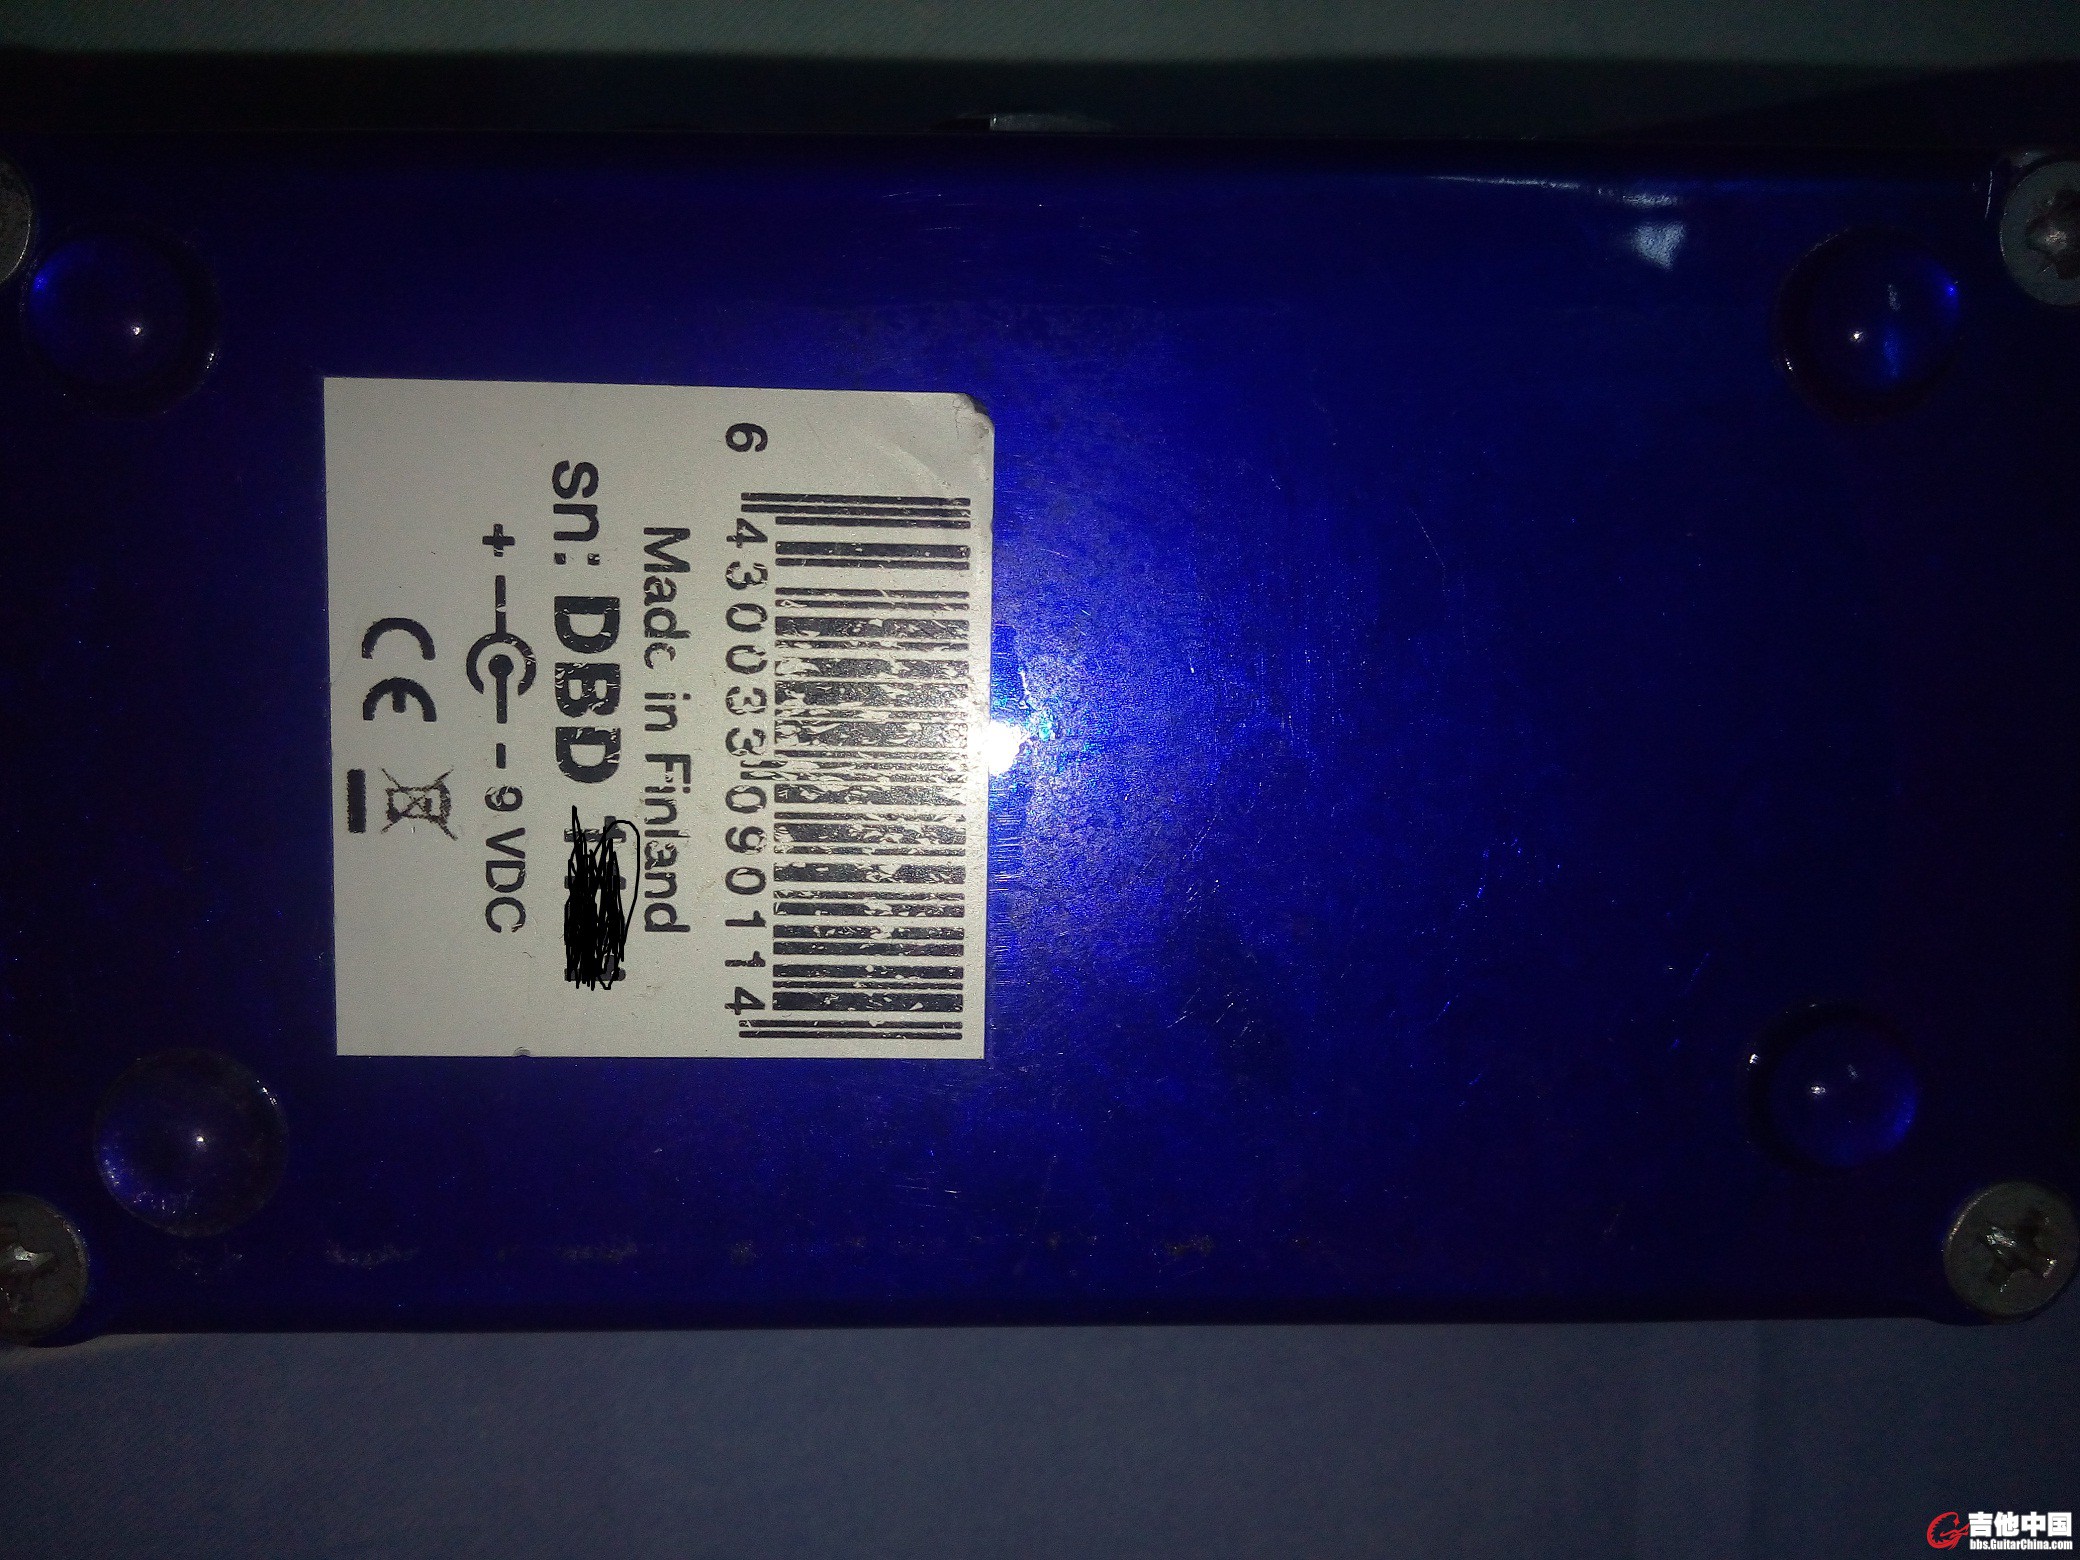 6 430033 090114
Made in Finland
sn: DBD
+ - 9 VDC
CE
吉他中国
bbs.GuitarChina.com